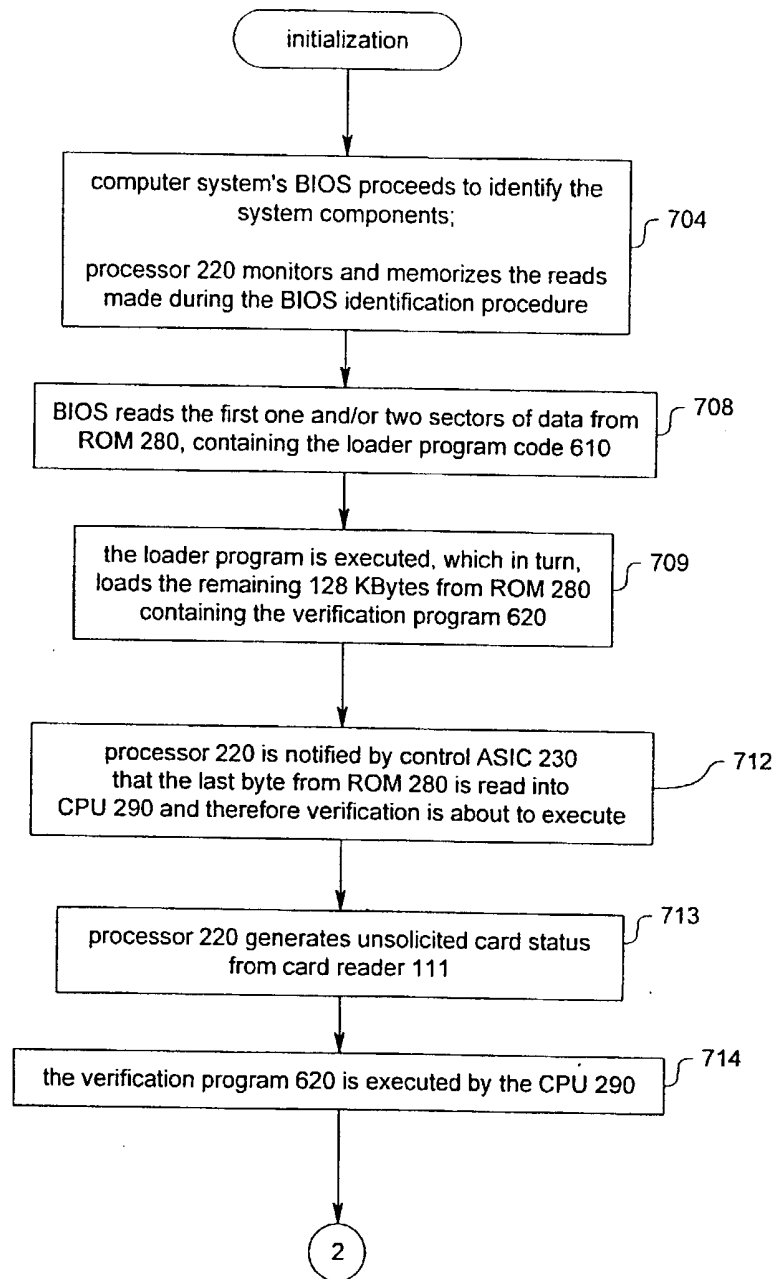 initialization
computer system's BIOS proceeds to identify the
system components;
704
processor 220 monitors and memorizes the reads
made during the BIOS identification procedure
BIOS reads the first one and/or two sectors of data from
708
ROM 280, containing the loader program code 610
the loader program is executed, which in turn,
709
loads the remaining 128 KBytes from ROM 280
containing the verification program 620
processor 220 is notified by control ASIC 230
712
that the last byte from ROM 280 is read into
CPU 290 and therefore verification is about to execute
713
processor 220 generates unsolicited card status
from card reader 111
714
the verification program 620 is executed by the CPU 290
2